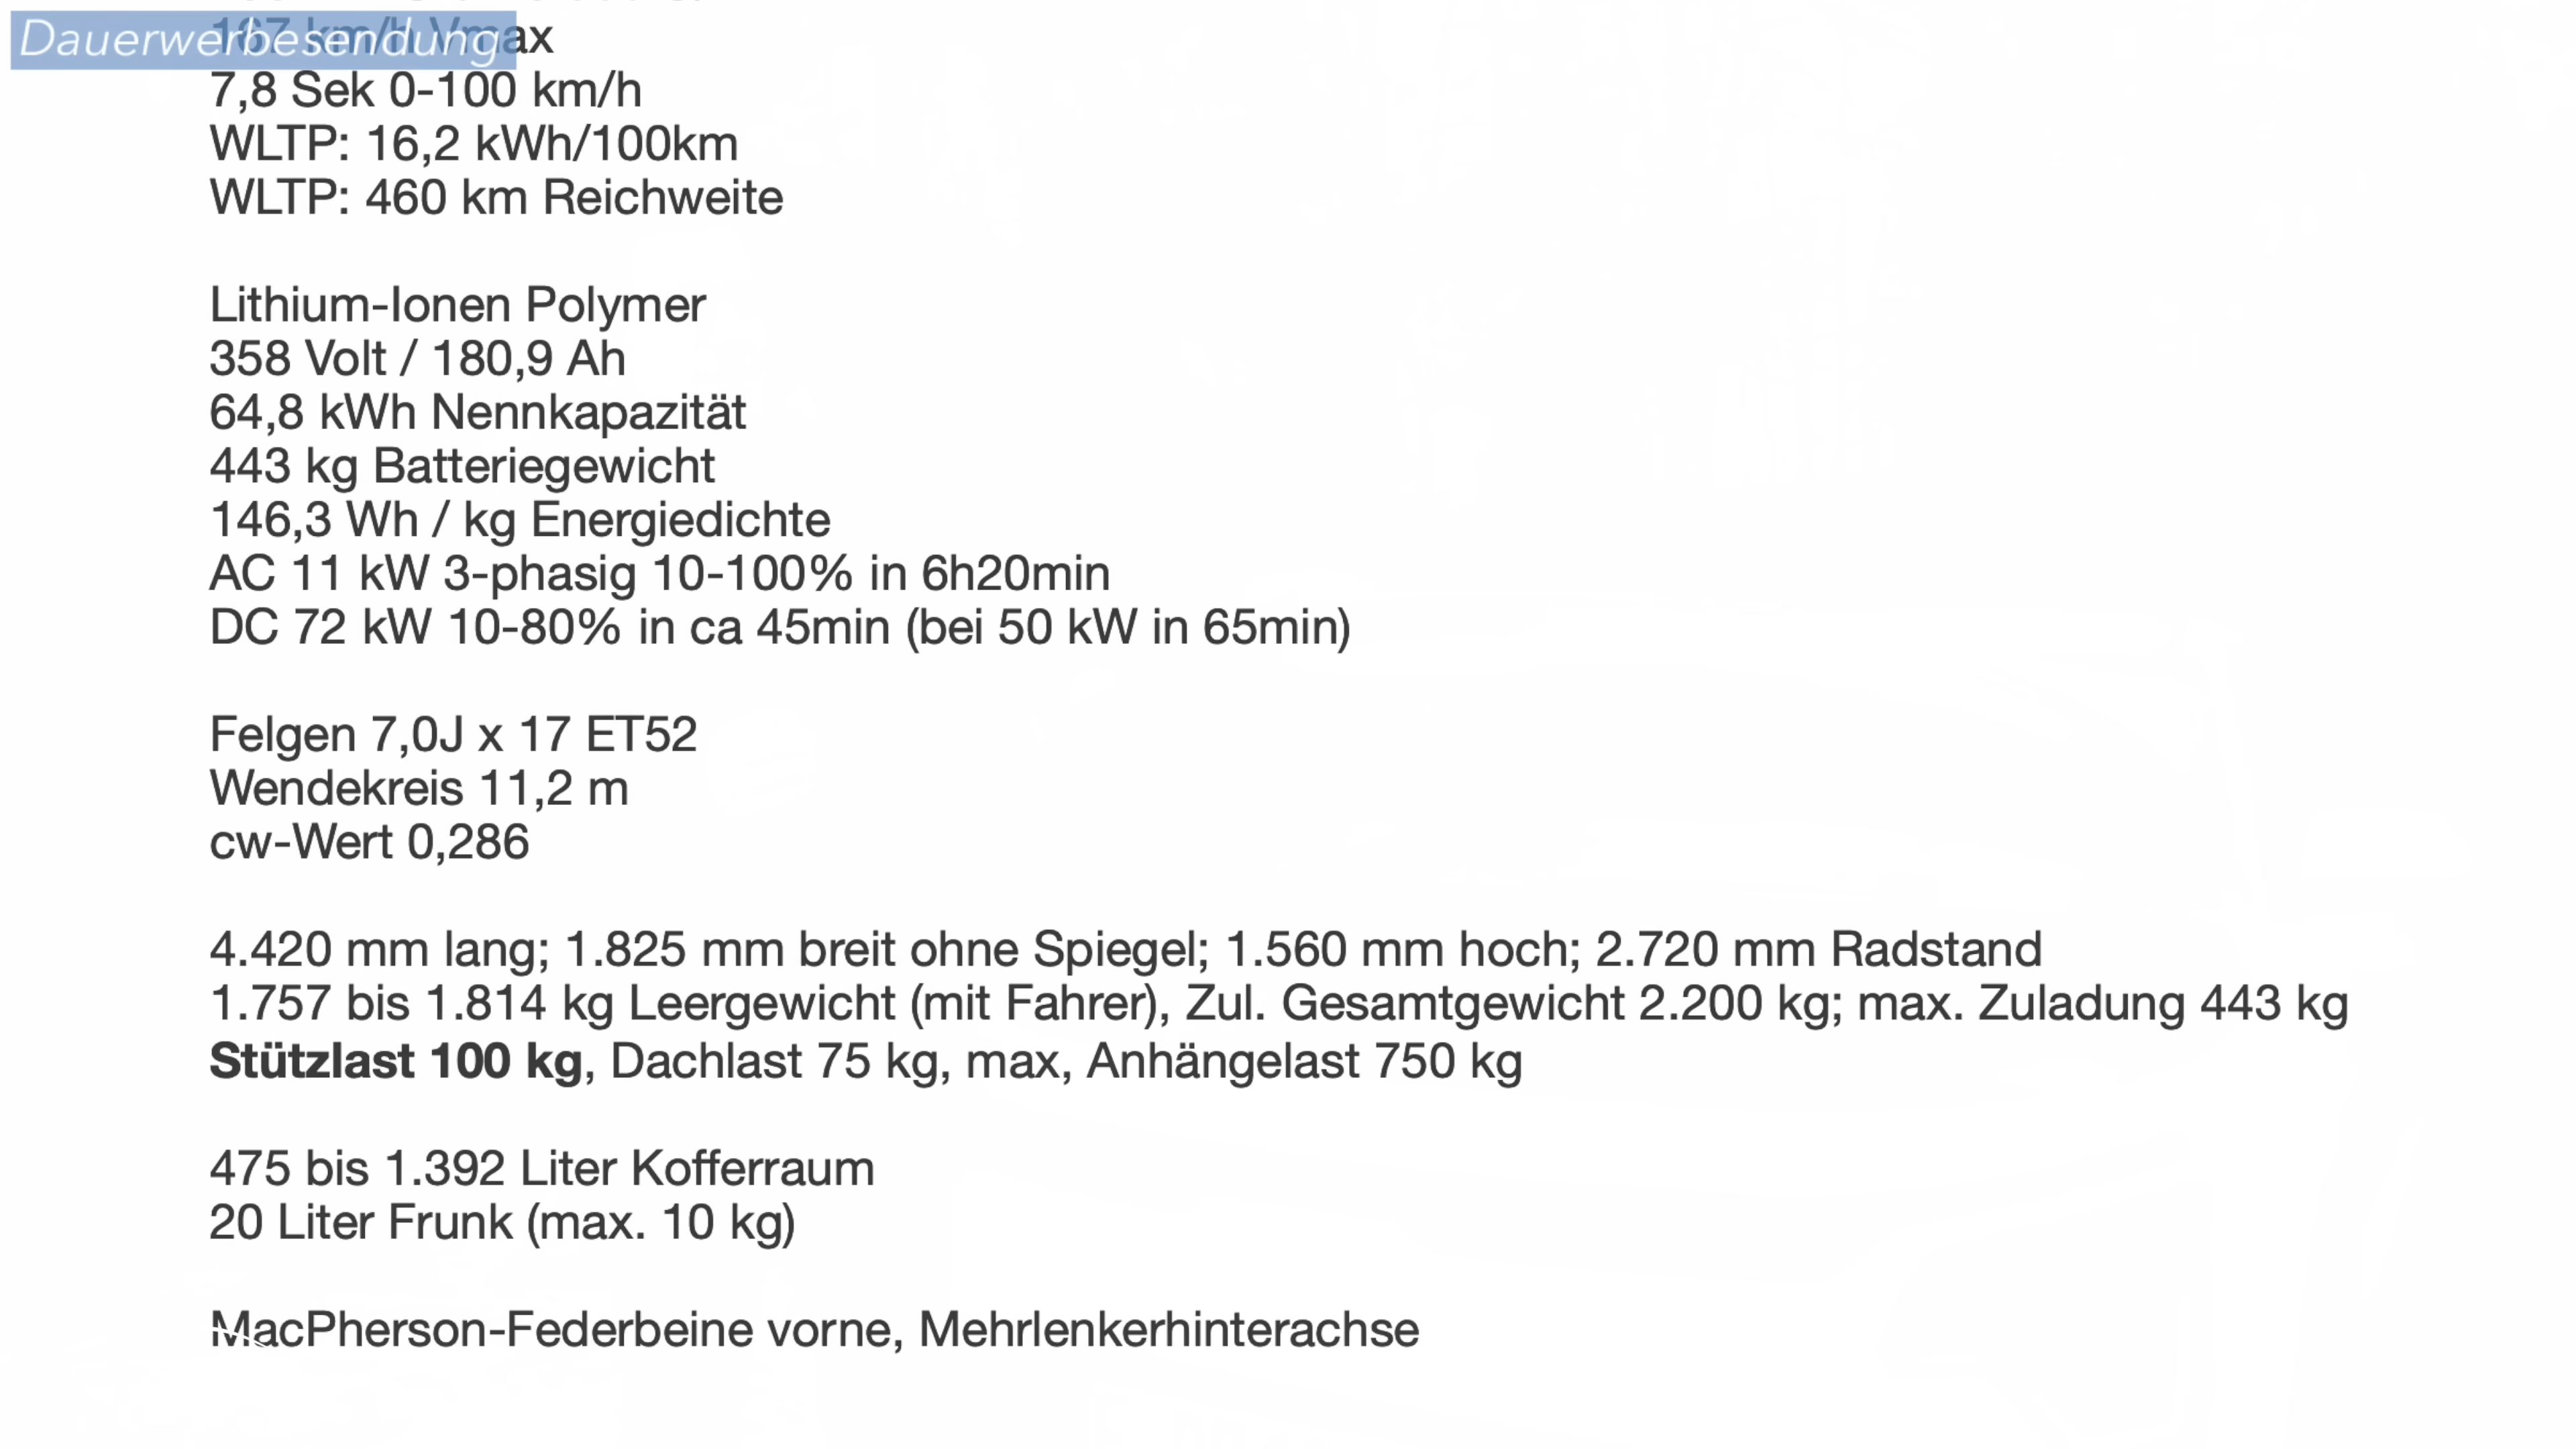 Dauerwerbesendung
167 km/h Vmax
7,8 Sek 0-100 km/h
WLTP: 16,2 kWh/100km
WLTP: 460 km Reichweite
Lithium-Ionen Polymer
358 Volt / 180,9 Ah
64,8 kWh Nennkapazität
443 kg Batteriegewicht
146,3 Wh / kg Energiedichte
AC 11 kW 3-phasig 10-100% in 6h20min
DC 72 kW 10-80% in ca 45min (bei 50 kW in 65min)
Felgen 7,0J x 17 ET52
Wendekreis 11,2 m
cw-Wert 0,286
4.420 mm lang; 1.825 mm breit ohne Spiegel; 1.560 mm hoch; 2.720 mm Radstand
1.757 bis 1.814 kg Leergewicht (mit Fahrer), Zul. Gesamtgewicht 2.200 kg; max. Zuladung 443 kg
Stützlast 100 kg, Dachlast 75 kg, max, Anhängelast 750 kg
475 bis 1.392 Liter Kofferraum
20 Liter Frunk (max. 10 kg)
MacPherson-Federbeine vorne, Mehrlenkerhinterachse